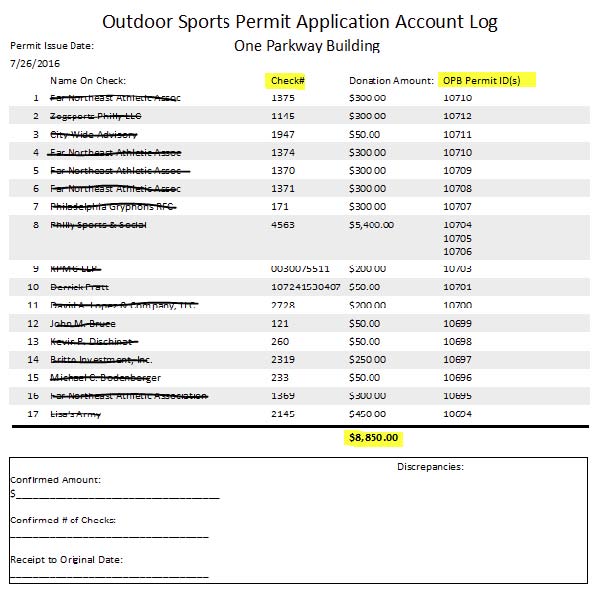 Outdoor Sports Permit Application Account Log
Permit Issue Date: One Parkway Building
7/26/2016
Name On Check: Check# Donation Amount: OPB Permit ID(s)
1 Far Northeast Athletic Assoc 1375 $300.00 10710
2 Zogsports Philly LLC 1145 $300.00 10712
3 City Wide Advisory 1947 $50.00 10711
4 Far Northeast Athletic Assoc 1374 $300.00 10710
5 Far Northeast Athletic Assoc 1370 $300.00 10709
6 Far Northeast Athletic Assoc 1371 $300.00 10708
7 Philadelphia Gryphons RFC 171 $300.00 10707
8 Philly Sports & Social 4563 $5,400.00 10704
10705
10706
9 KPMG LLP 0030075511 $200.00 10703
10 Derrick Pratt 107241530407 $50.00 10701
11 David A. Lopez & Company, LLC 2728 $200.00 10700
12 John M. Bruce 121 $50.00 10699
13 Kevin R. Dischinat 260 $50.00 10698
14 Britto Investment, Inc. 2319 $250.00 10697
15 Michael C. Bodenberger 233 $50.00 10696
16 Far Northeast Athletic Association 1369 $300.00 10695
17 Lisa's Army 2145 $450.00 10694
$8,850.00
Discrepancies:
Confirmed Amount:
$
Confirmed # of Checks:
Receipt to Original Date: